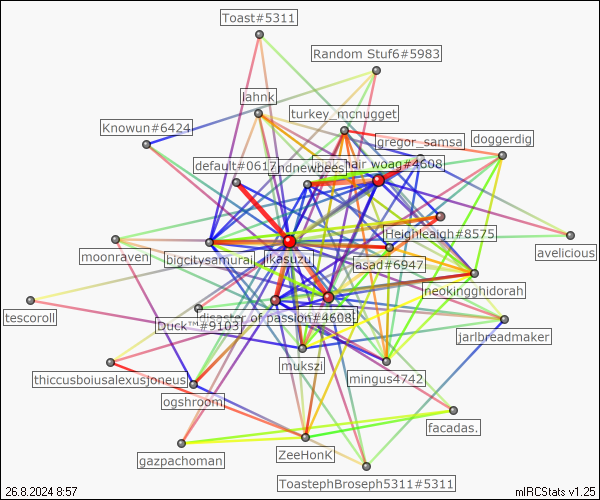 Toast#5311
Random Stuf6#5983
lahnk
turkey_mcnugget
Knowun#6424
gregor_samsa
doggerdig
default#0617
ndnewbees
hair woag#4608
Heighleaigh#8575
avelicious
moonraven
bigcitysamurai
ikasuzu
asad#6947
neokingghidorah
tescoroll
disaster of passion#4608
Duck™#9103
jarlbreadmaker
mukszi
thiccusboiusalexusjoneus
mingus4742
ogshroom
facadas.
gazpachoman
ZeeHonK
ToastephBroseph5311#5311
26.8.2024 8:57
mIRCStats v1.25